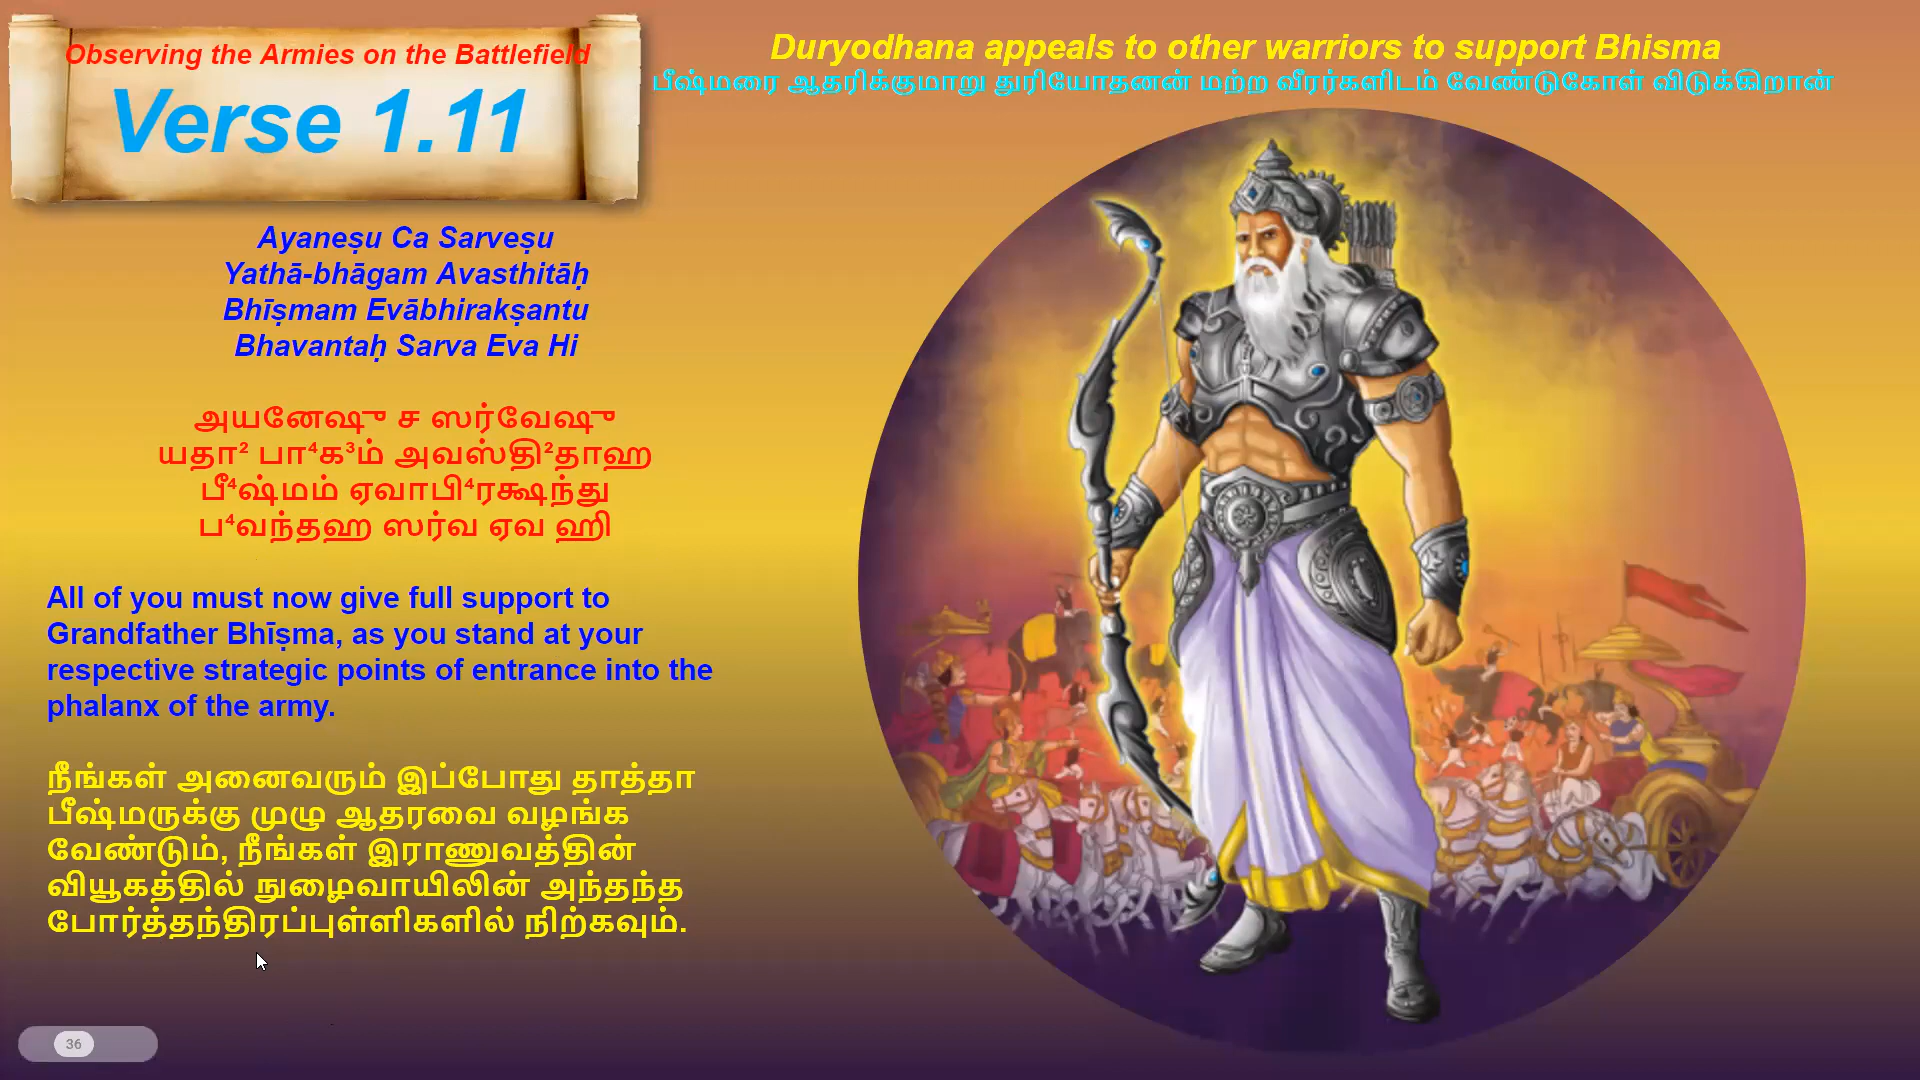 Observing the Armies on the Battlefield
Verse 1.11
Duryodhana appeals to other warriors to support Bhisma
பீஷ்மரை ஆதரிக்குமாறு துரியோதனன் மற்ற வீரர்களிடம் வேண்டுகோள் விடுக்கிறான்
Ayaneṣu Ca Sarveṣu
Yathā-bhāgam Avasthitāḥ
Bhīṣmam Evābhirakṣantu
Bhavantaḥ Sarva Eva Hi
அயனேஷு ச ஸர்வேஷு
யதா² பா⁴க³ம் அவஸ்தி²தாஹ
பீ⁴ஷ்மம் ஏவாபி⁴ரக்ஷந்து
ப⁴வந்தஹ ஸர்வ ஏவ ஹி
All of you must now give full support to
Grandfather Bhīṣma, as you stand at your
respective strategic points of entrance into the
phalanx of the army.
நீங்கள் அனைவரும் இப்போது தாத்தா
பீஷ்மருக்கு முழு ஆதரவை வழங்க
வேண்டும், நீங்கள் இராணுவத்தின்
வியூகத்தில் நுழைவாயிலின் அந்தந்த
போர்த்தந்திரப்புள்ளிகளில் நிற்கவும்.
36